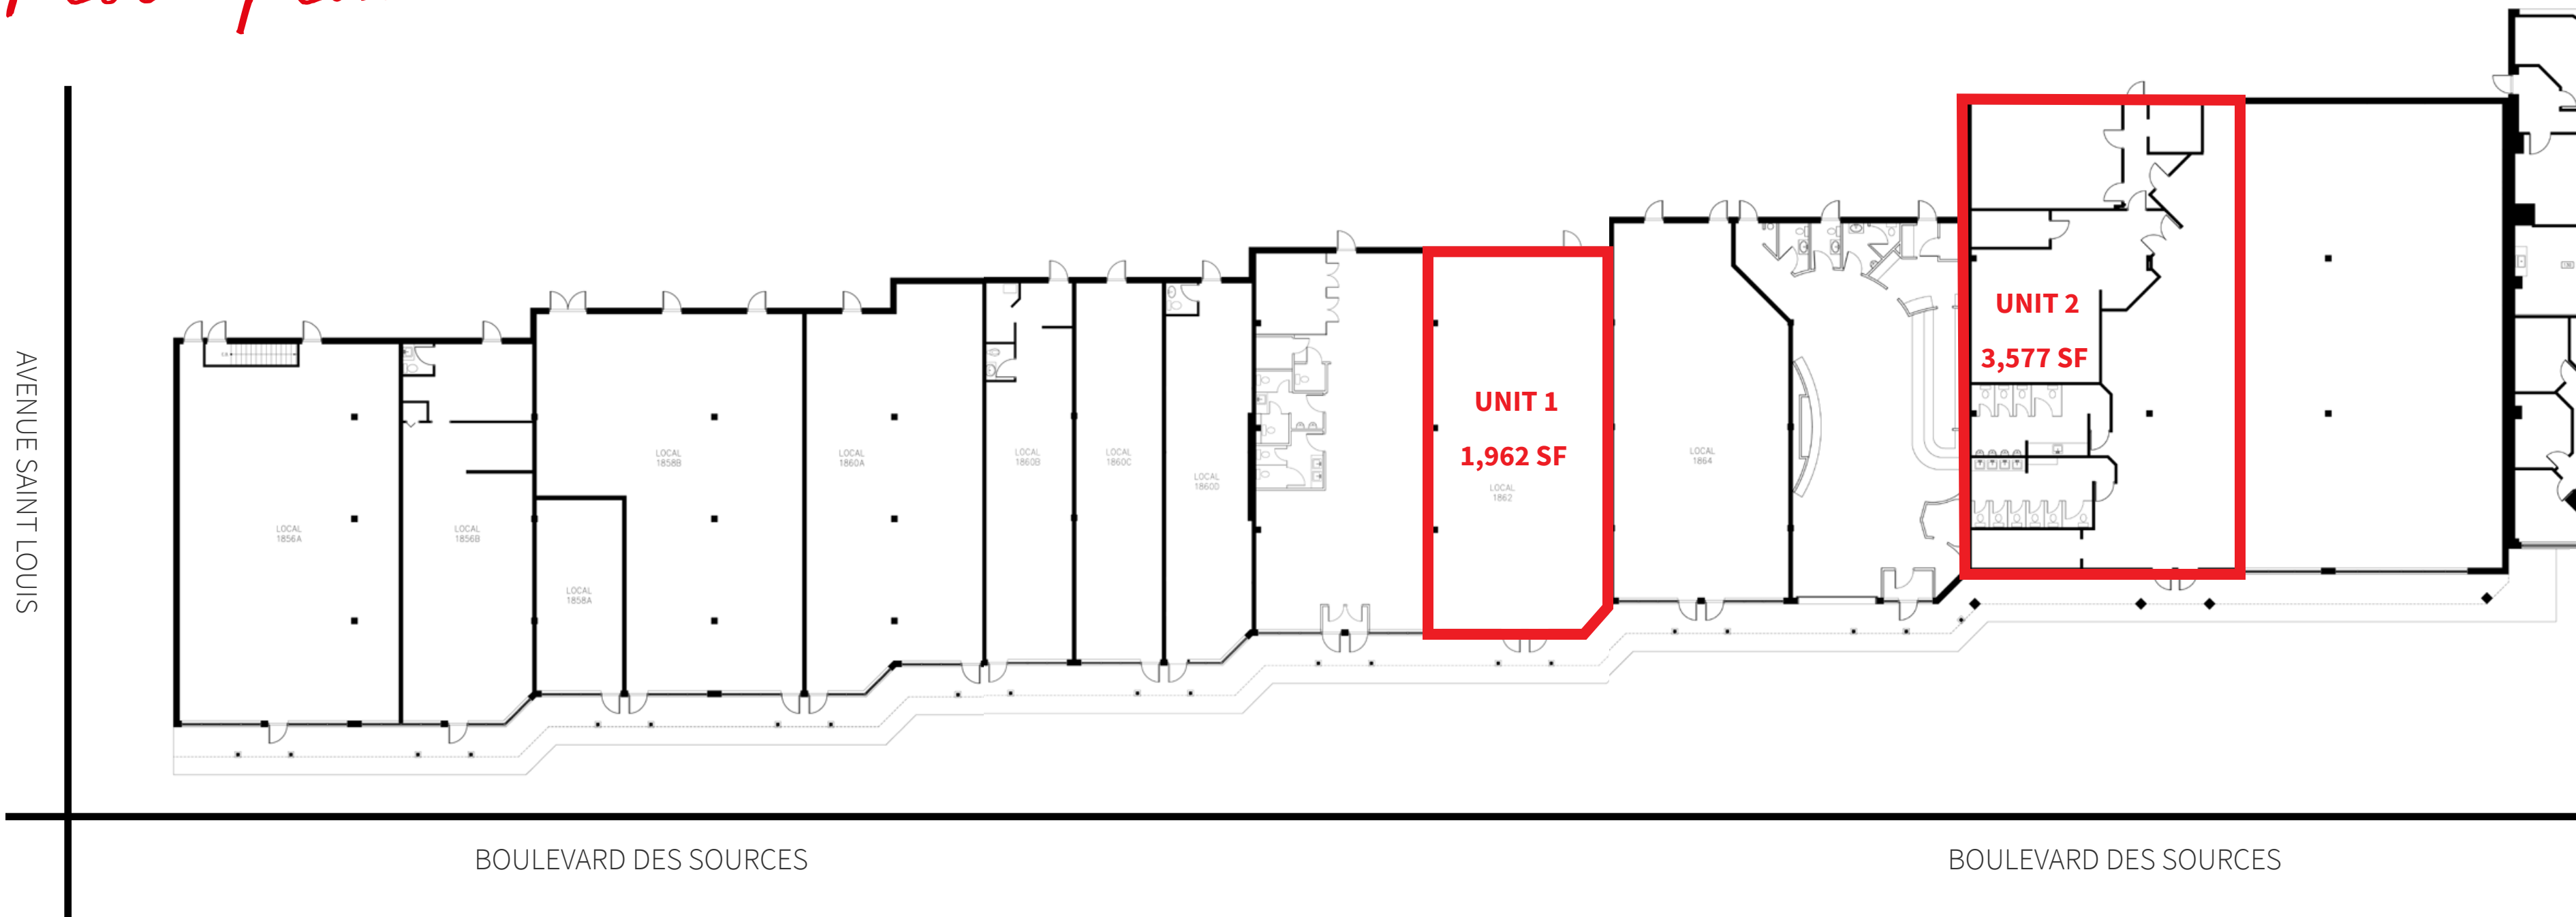 AVENUE SAINT LOUIS
LOCAL
1856A
LOCAL
1856B
LOCAL
1858A
LOCAL
1858B
LOCAL
1860A
LOCAL
1860B
LOCAL
1860C
LOCAL
1860D
UNIT 1
1,962 SF
LOCAL
1862
LOCAL
1864
UNIT 2
3,577 SF
BOULEVARD DES SOURCES
BOULEVARD DES SOURCES